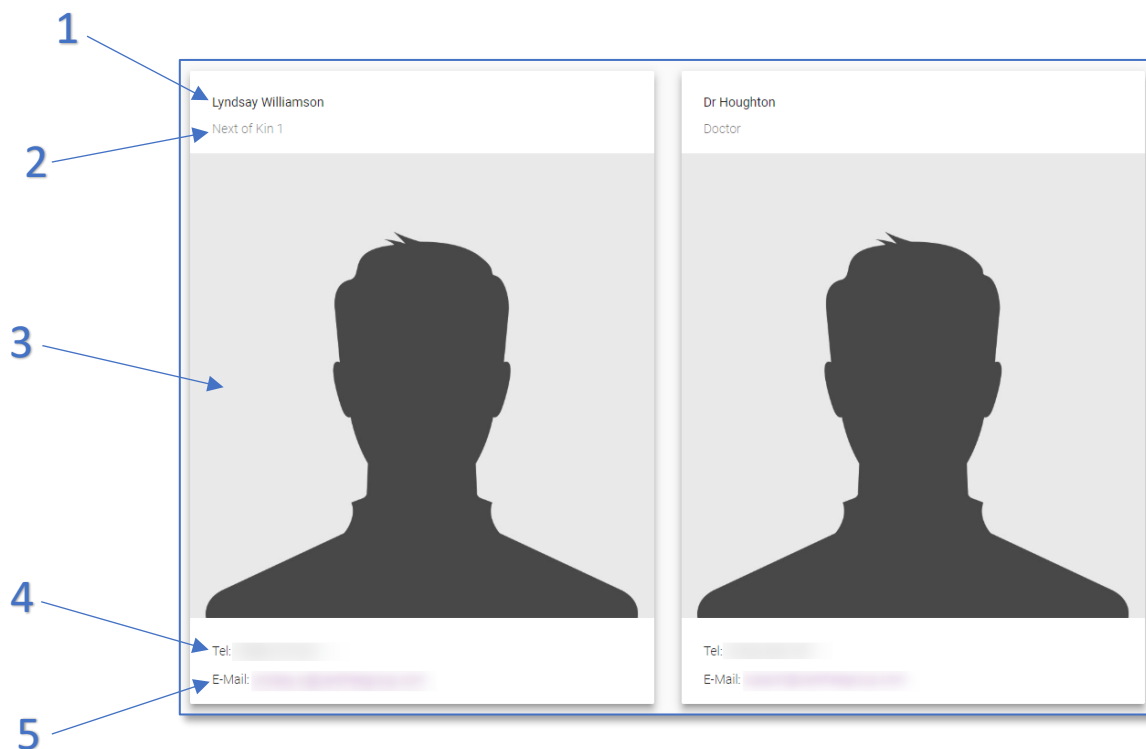 1
Lyndsay Williamson
Next of Kin 1
2
3
4
Tel:
E-Mail:
5
Dr Houghton
Doctor
Tel:
E-Mail: